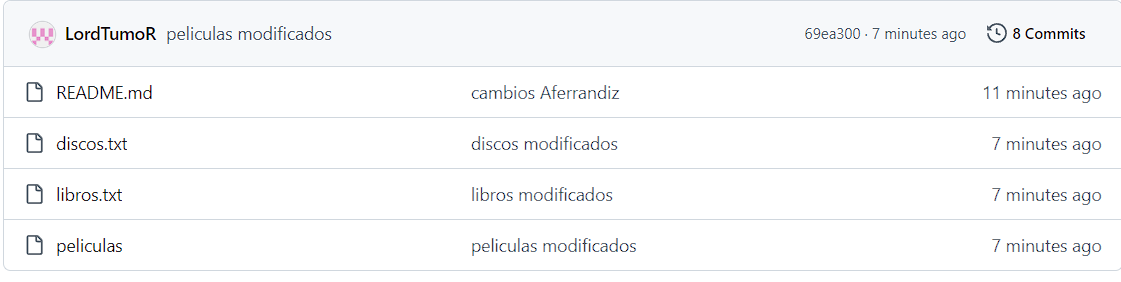 LordTumoR peliculas modificados 69ea300 · 7 minutes ago 8 Commits
README.md cambios Aferrandiz 11 minutes ago
discos.txt discos modificados 7 minutes ago
libros.txt libros modificados 7 minutes ago
peliculas peliculas modificados 7 minutes ago